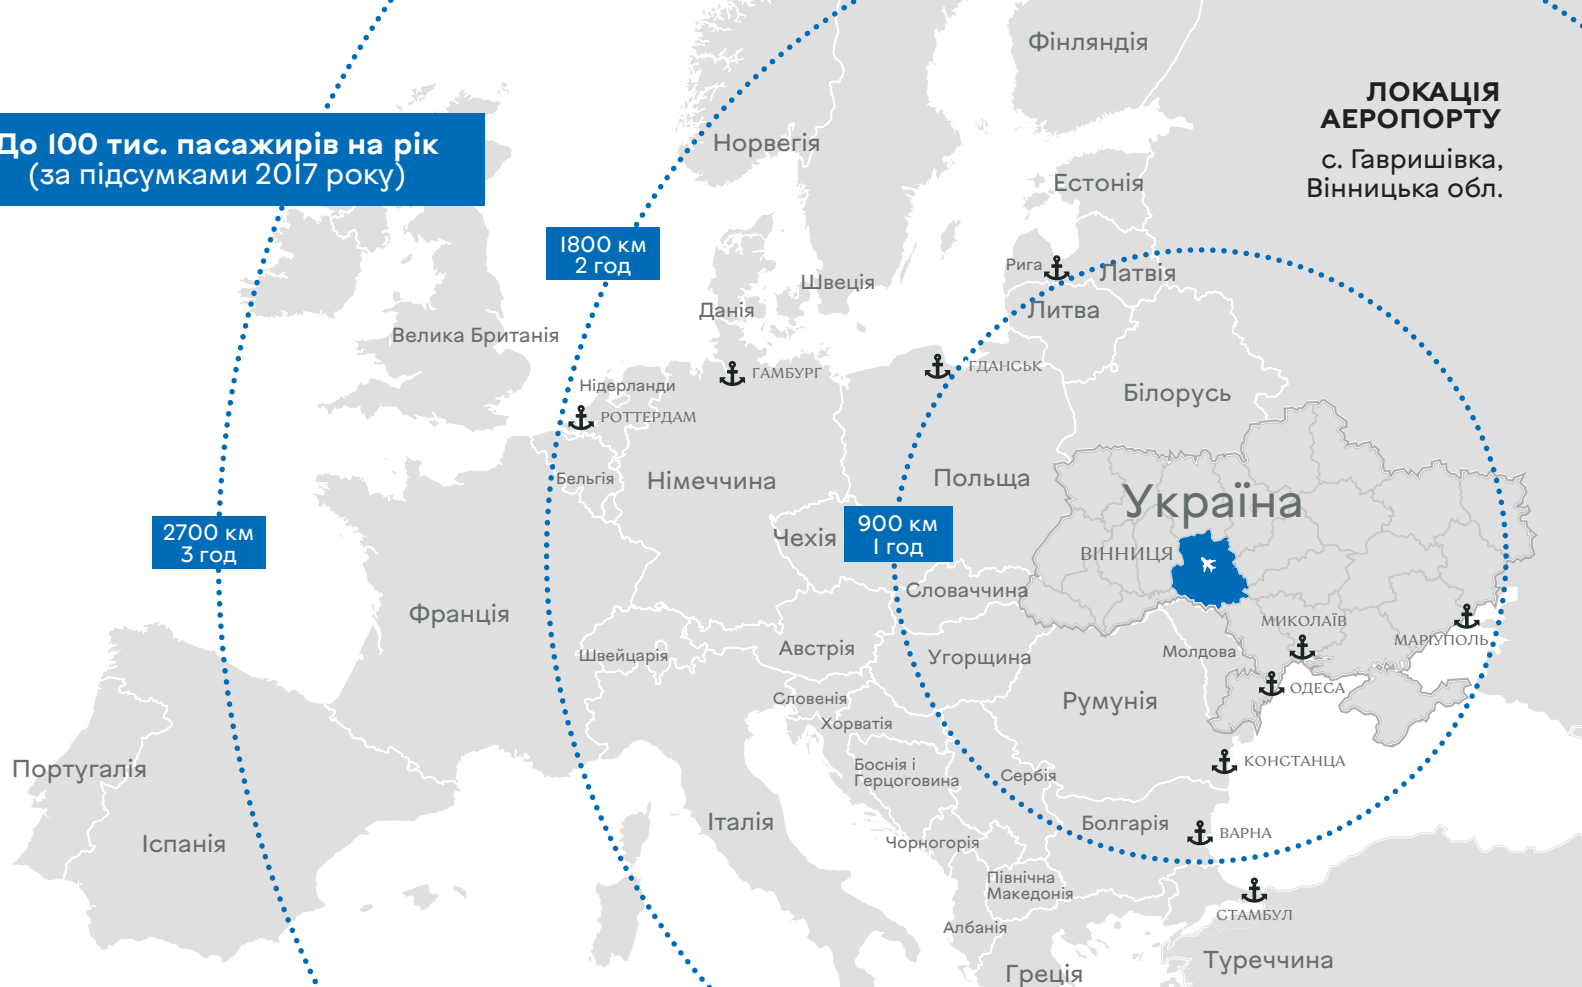 Фінляндія
ЛОКАЦІЯ
АЕРОПОРТУ
с. Гавришівка,
Вінницька обл.
До 100 тис. пасажирів на рік
(за підсумками 2017 року)
Норвегія
Естонія
1800 км
2 год
Рига
Латвія
Швеція
Данія
Литва
Велика Британія
ГАМБУРГ
ГДАНСЬК
Нідерланди
Білорусь
РОТТЕРДАМ
Бельгія
Німеччина
Польща
Україна
2700 км
3 год
Чехія
900 км
1 год
ВІННИЦЯ
Словаччина
Франція
МИКОЛАЇВ
МАРІУПОЛЬ
Швейцарія
Австрія
Угорщина
Молдова
ОДЕСА
Словенія
Румунія
Хорватія
Португалія
Боснія і
Герцоговина
Сербія
КОНСТАНЦА
Італія
Болгарія
ВАРНА
Іспанія
Чорногорія
Північна
Македонія
СТАМБУЛ
Албанія
Греція
Туреччина